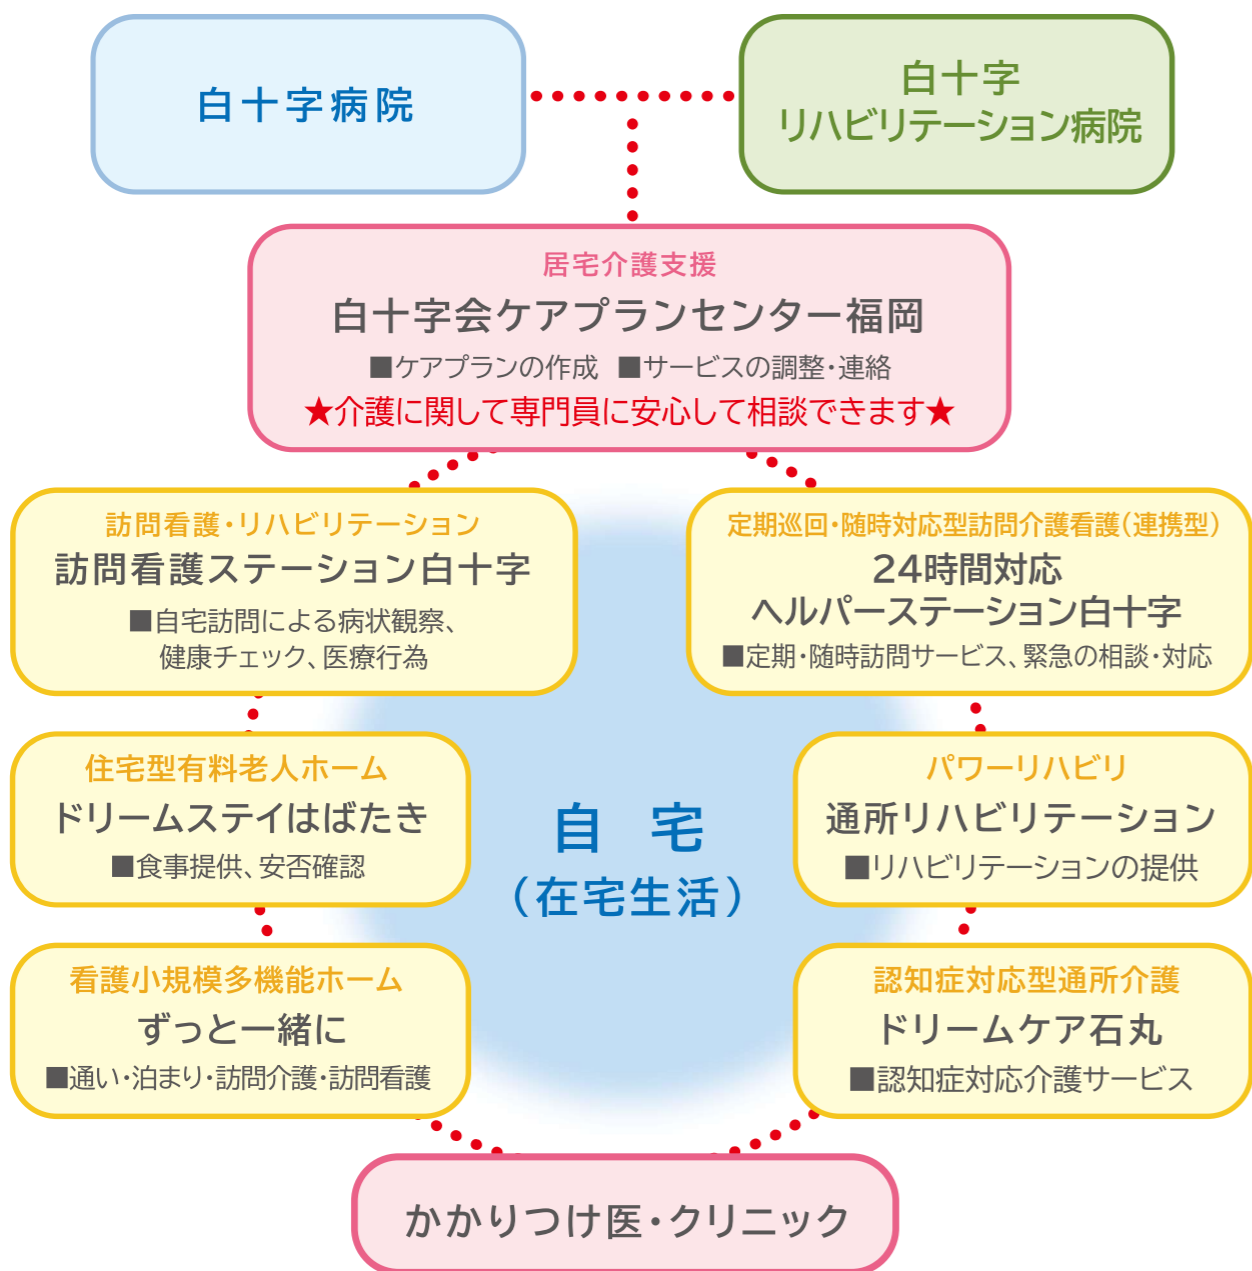 白十字病院
白十字
リハビリテーション病院
居宅介護支援
白十字会ケアプランセンター福岡
■ケアプランの作成 ■サービスの調整・連絡
★介護に関して専門員に安心して相談できます★
訪問看護・リハビリテーション
訪問看護ステーション白十字
■自宅訪問による病状観察、
健康チェック、医療行為
定期巡回・随時対応型訪問介護看護(連携型)
24時間対応
ヘルパーステーション白十字
■定期・随時訪問サービス、緊急の相談・対応
住宅型有料老人ホーム
ドリームステイはばたき
■食事提供、安否確認
自 宅
(在宅生活)
パワーリハビリ
通所リハビリテーション
■リハビリテーションの提供
看護小規模多機能ホーム
ずっと一緒に
■通い・泊まり・訪問介護・訪問看護
認知症対応型通所介護
ドリームケア石丸
■認知症対応介護サービス
かかりつけ医・クリニック